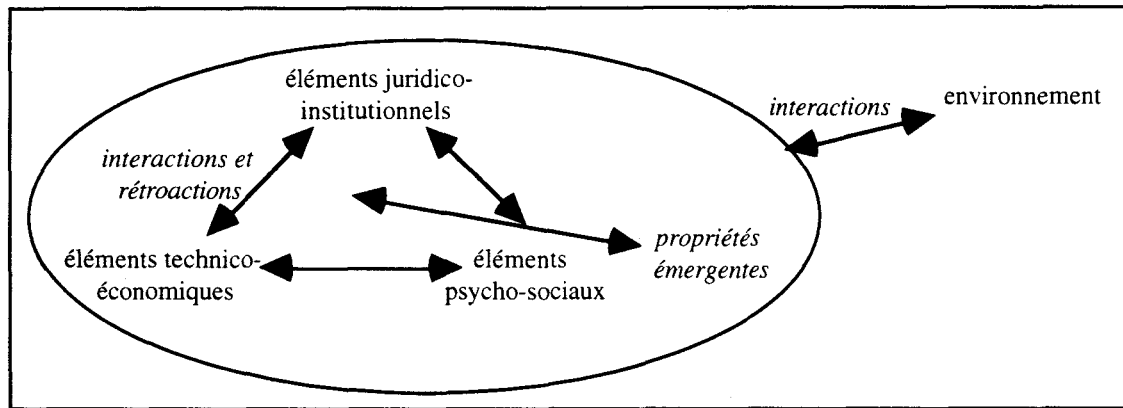 éléments juridico-
institutionnels
interactions
environnement
interactions et
rétroactions
éléments technico-
économiques
éléments
psycho-sociaux
propriétés
émergentes